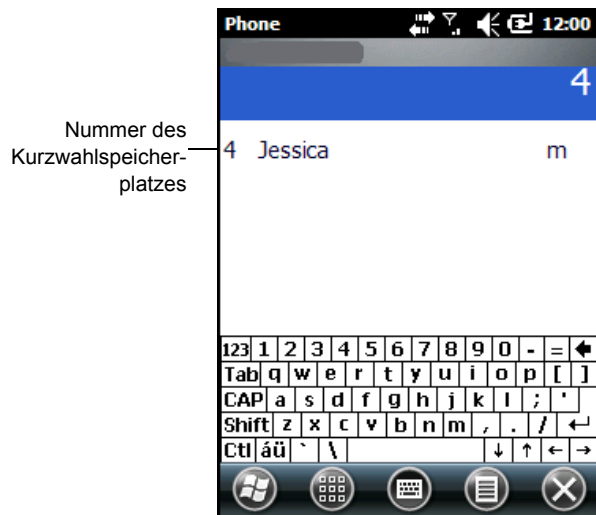 Phone 12:00
4
Nummer des
Kurzwahlspeicher-
platzes
4 Jessica m
123 1 2 3 4 5 6 7 8 9 0 - =
Tab q w e r t y u i o p [ ]
CAP a s d f g h j k l ; '
Shift z x c v b n m , . /
Ctl áü ` \ ↓ ↑ ← →